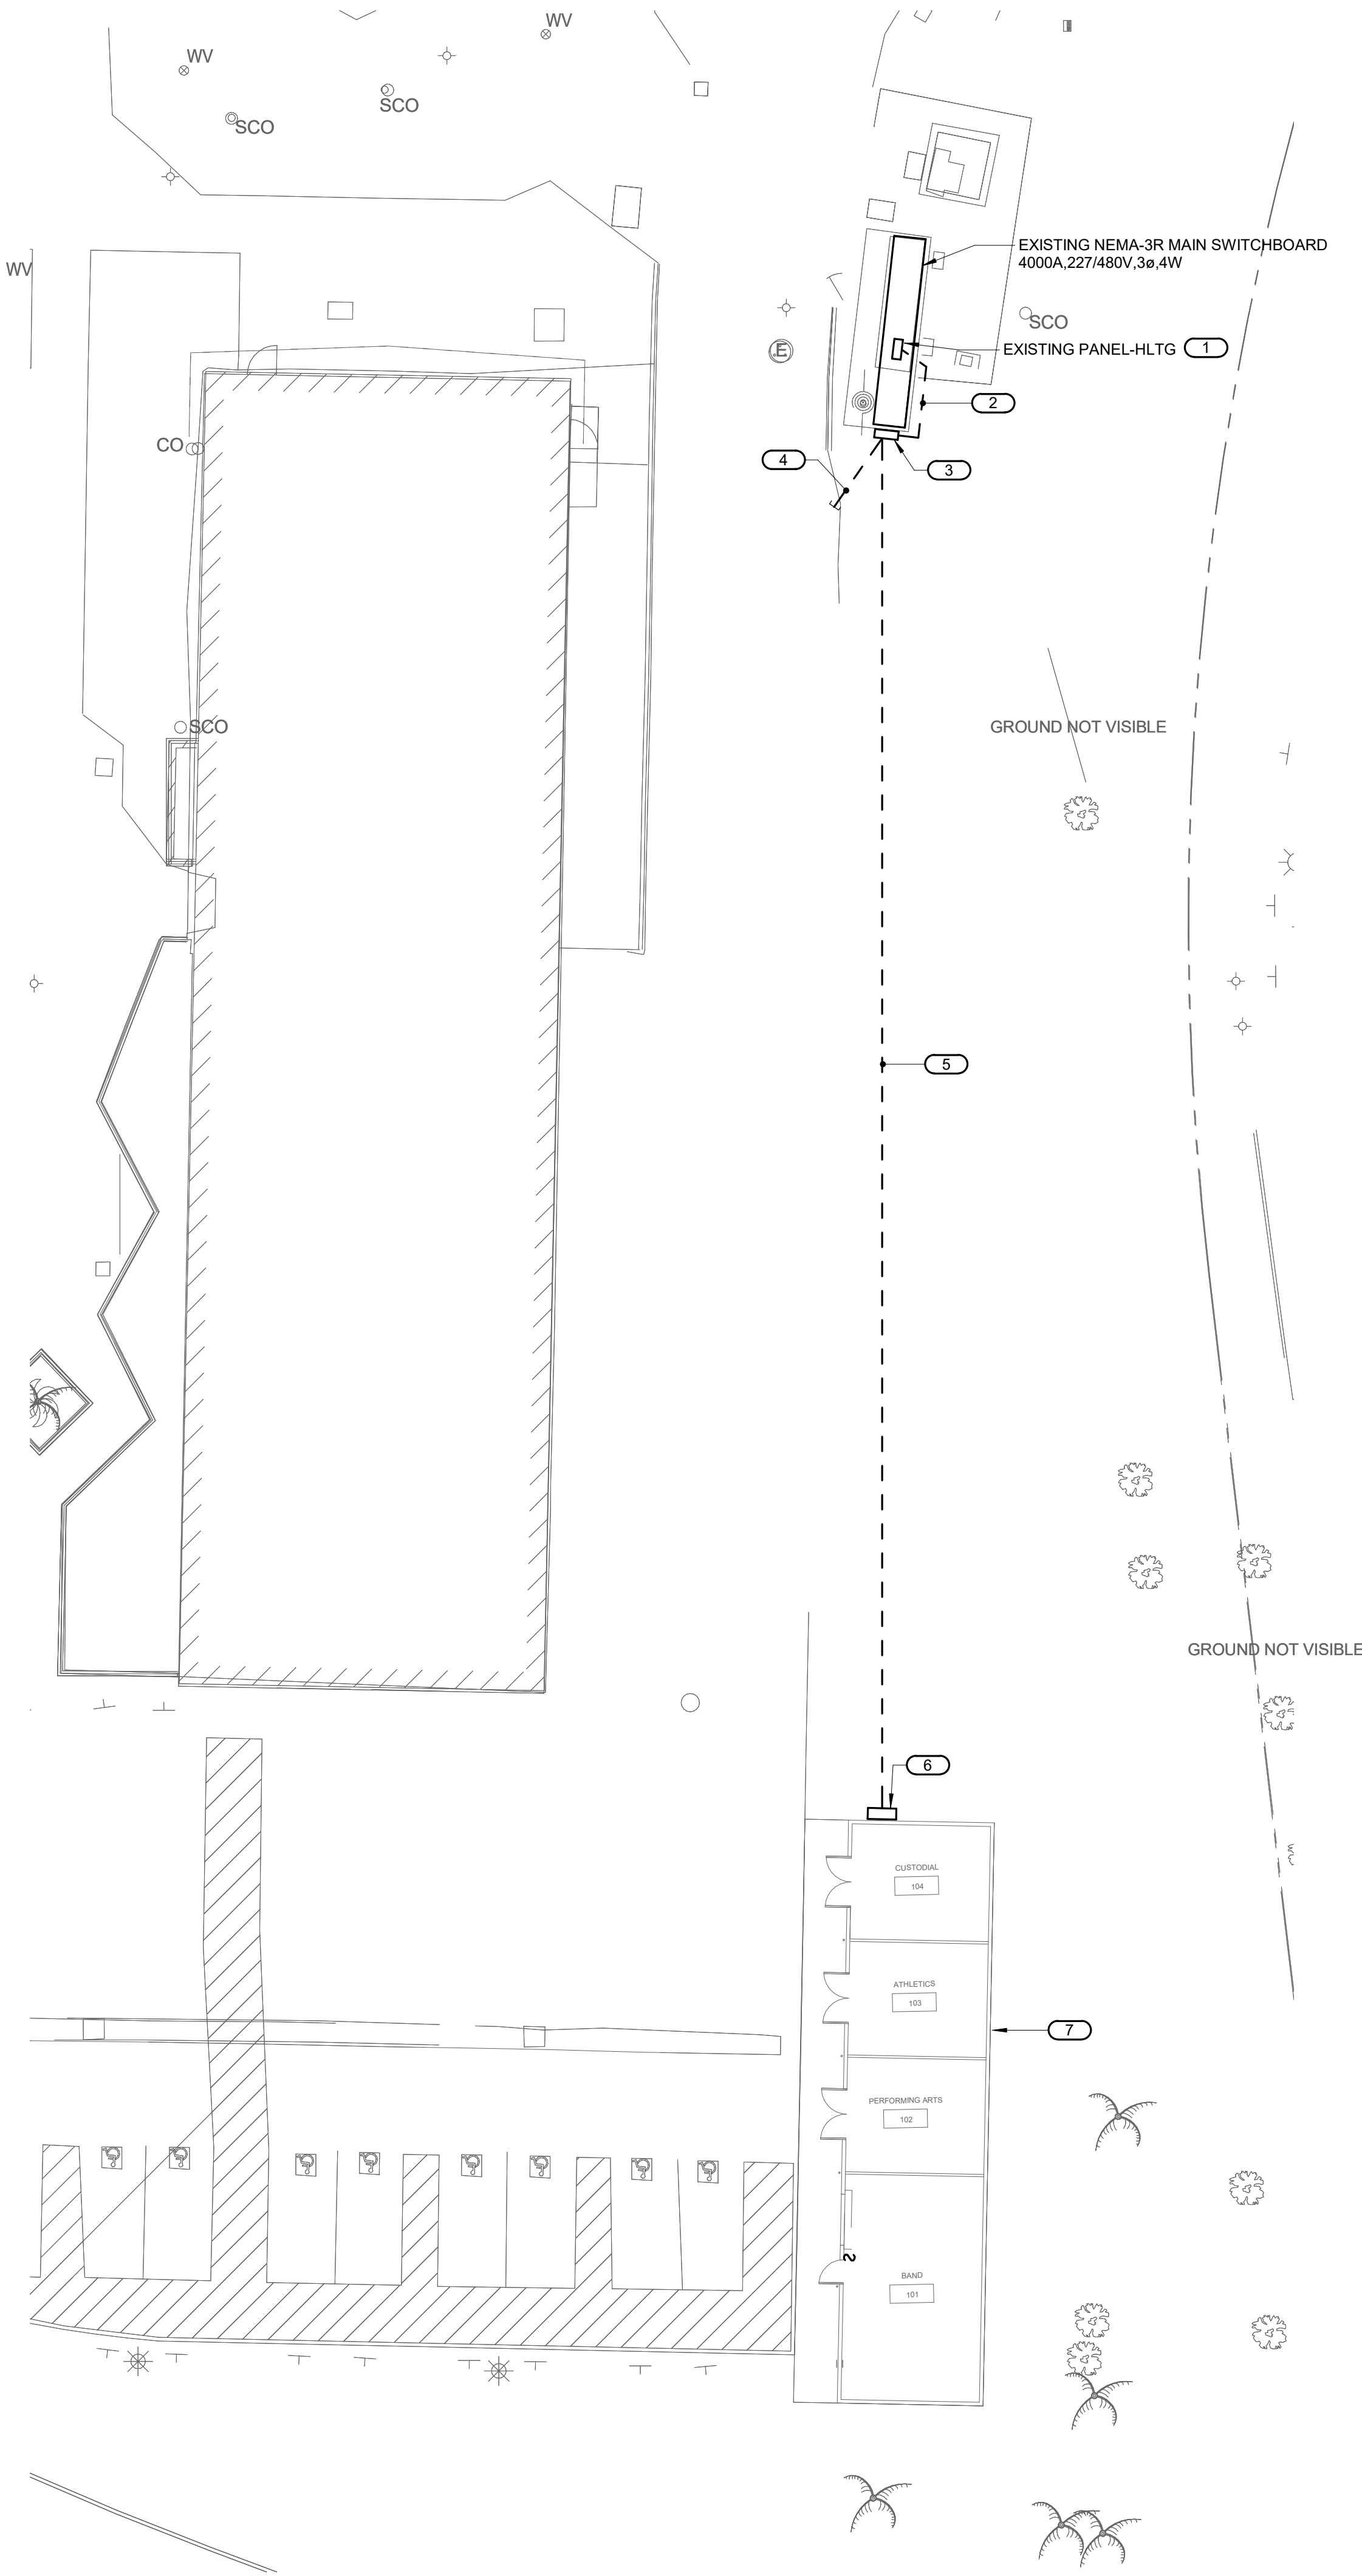 WV
WV
SCO
SCO
WV
EXISTING NEMA-3R MAIN SWITCHBOARD
4000A,227/480V,3ø,4W
SCO
E
EXISTING PANEL-HLTG 1
2
CO
4
3
SCO
GROUND NOT VISIBLE
5
GROUND NOT VISIBLE
6
CUSTODIAL
104
ATHLETICS
103
7
PERFORMING ARTS
102
S
BAND
101